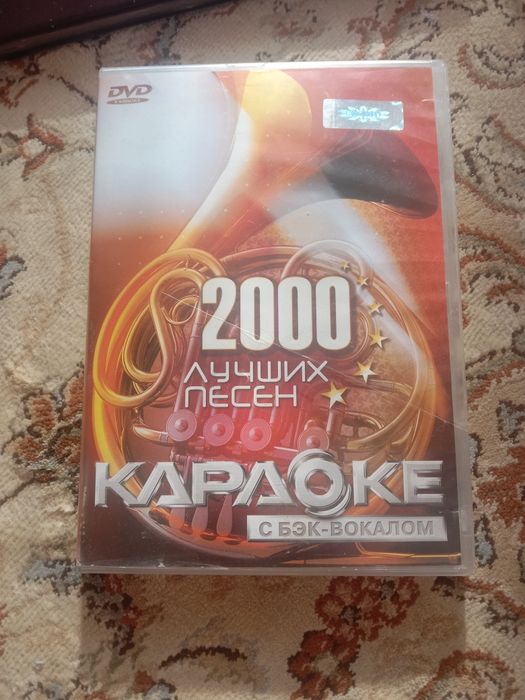 DVD
2000
ЛУЧШИХ
ПЕСЕН
КАРАОКЕ
С БЭК-ВОКАЛОМ